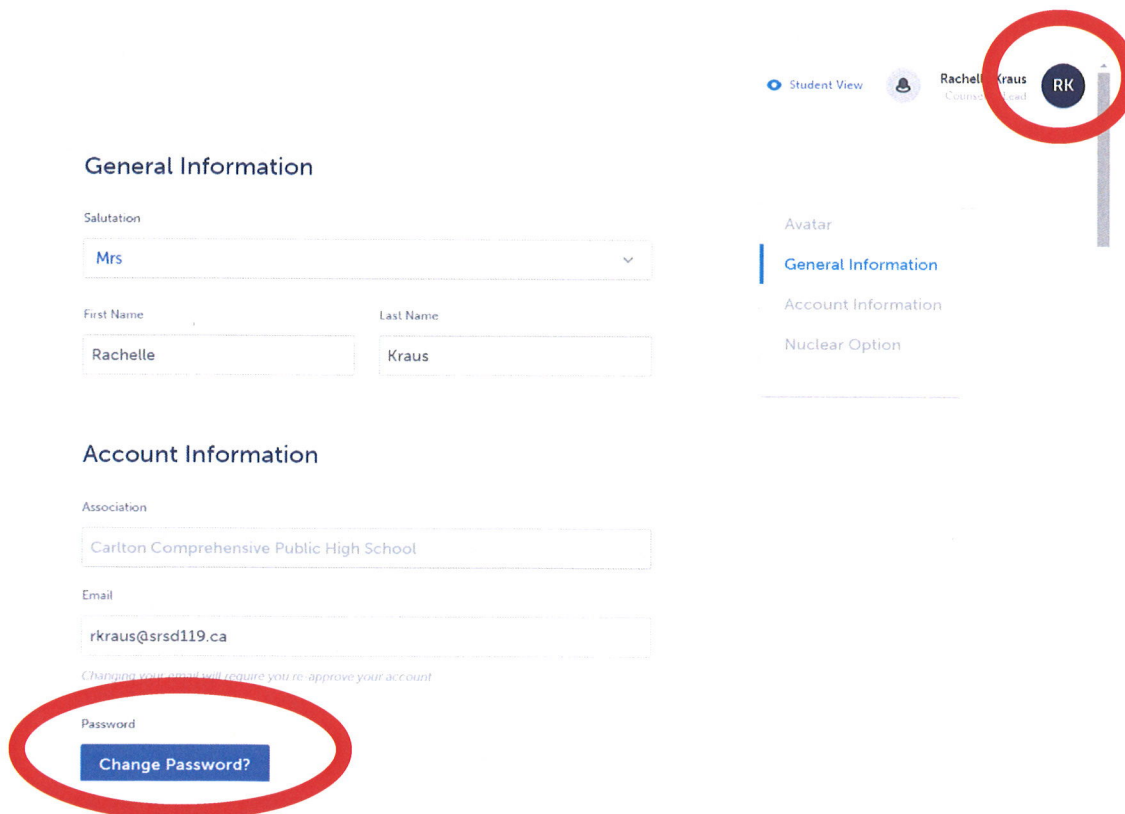 Student View
Rachelle Kraus
RK
General Information
Salutation
Mrs
First Name
Last Name
Rachelle
Kraus
Avatar
General Information
Account Information
Nuclear Option
Account Information
Association
Carlton Comprehensive Public High School
Email
rkraus@srsd119.ca
Changing your email will require you re-approve your account
Password
Change Password?